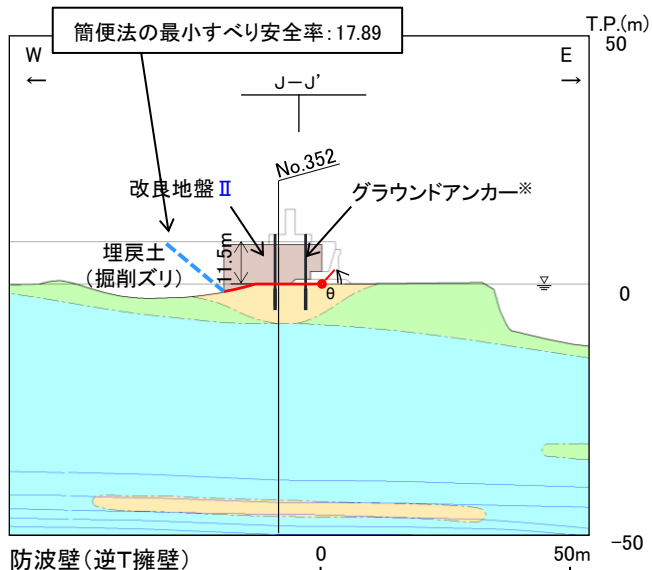 簡便法の最小すべり安全率:17.89
T.P.(m)
50
W
E
←
→
J-J'
No.352
改良地盤Ⅱ
グラウンドアンカー※
埋戻土
(掘削ズリ)
11.5m
θ
0
-50
防波壁(逆T擁壁)
0
50m